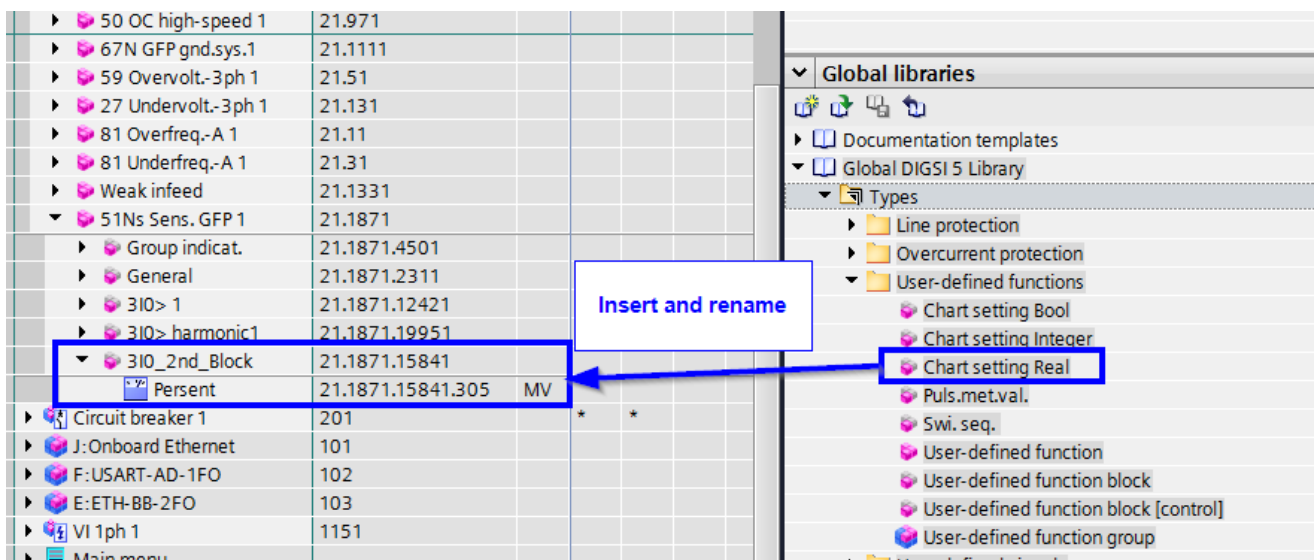 50 OC high-speed 1 21.971
67N GFP gnd.sys.1 21.1111
59 Overvolt.-3ph 1 21.51
27 Undervolt.-3ph 1 21.131
81 Overfreq.-A 1 21.11
81 Underfreq.-A 1 21.31
Weak infeed 21.1331
51Ns Sens. GFP 1 21.1871
Group indicat. 21.1871.4501
General 21.1871.2311
3I0> 1 21.1871.12421
3I0> harmonic1 21.1871.19951
3I0_2nd_Block 21.1871.15841
Persent 21.1871.15841.305 MV
Circuit breaker 1 201 * *
J:Onboard Ethernet 101
F:USART-AD-1FO 102
E:ETH-BB-2FO 103
VI 1ph 1 1151
Main menu
Insert and rename
Global libraries
Documentation templates
Global DIGSI 5 Library
Types
Line protection
Overcurrent protection
User-defined functions
Chart setting Bool
Chart setting Integer
Chart setting Real
Puls.met.val.
Swi. seq.
User-defined function
User-defined function block
User-defined function block [control]
User-defined function group